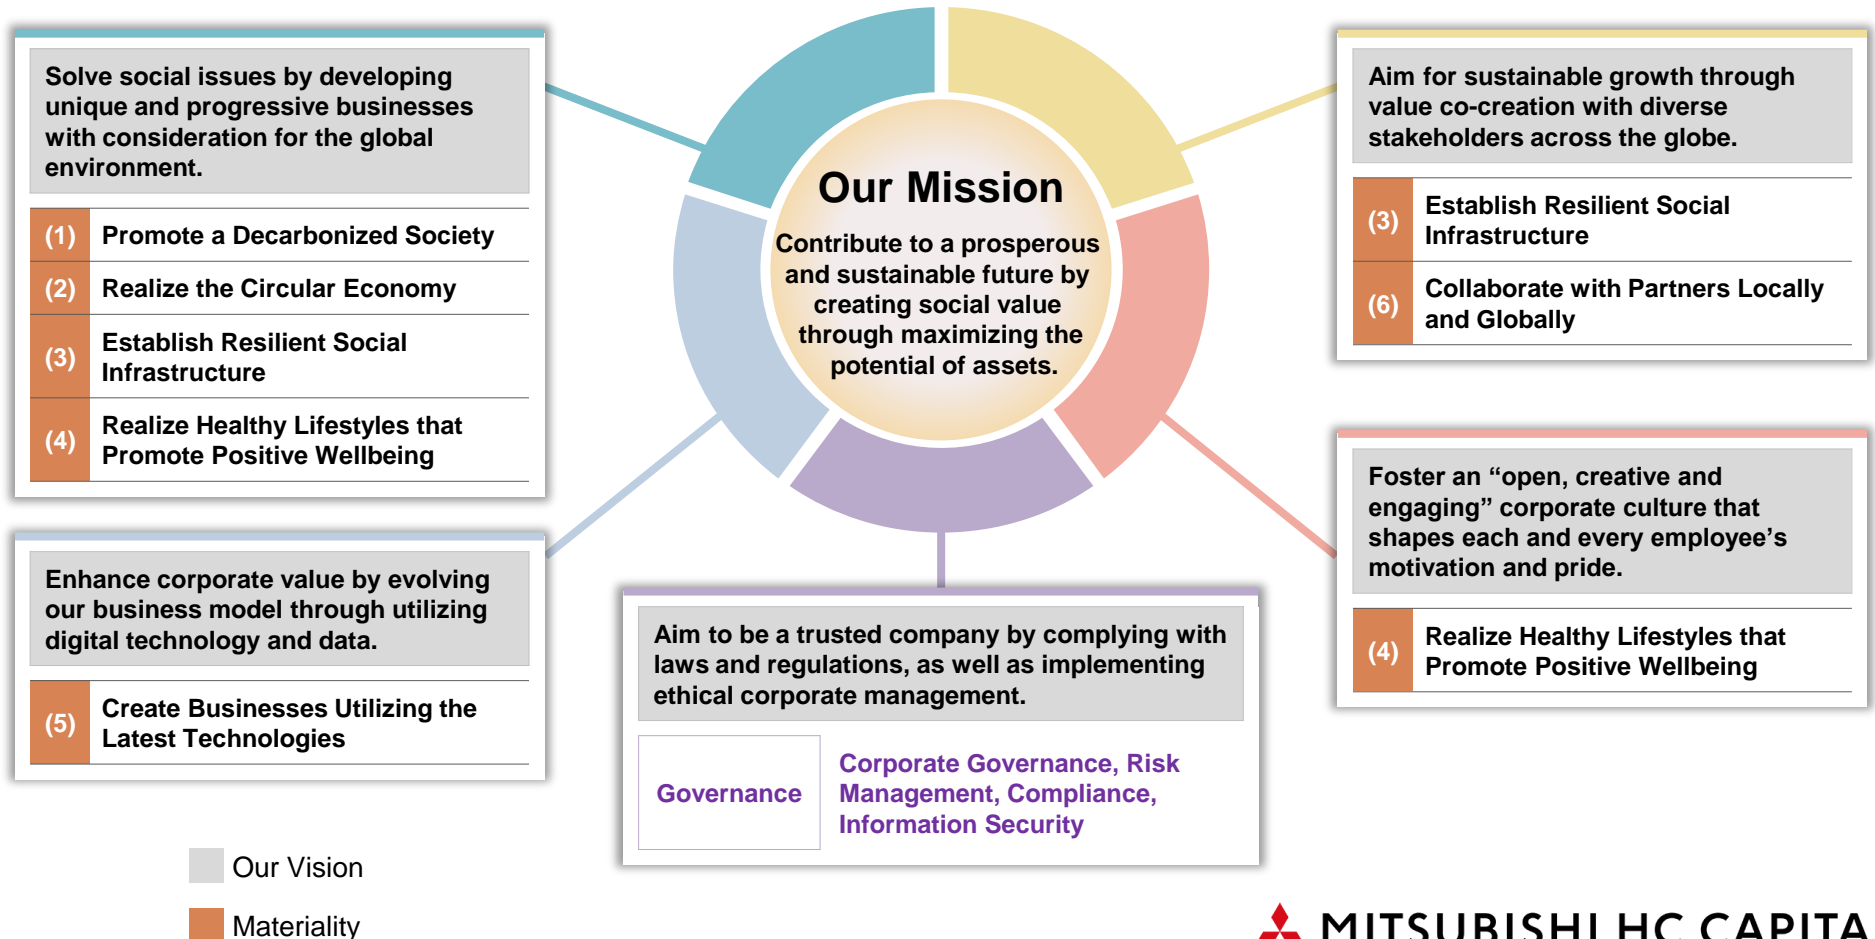 Solve social issues by developing
unique and progressive businesses
with consideration for the global
environment.
(1) Promote a Decarbonized Society
(2) Realize the Circular Economy
(3) Establish Resilient Social
Infrastructure
(4) Realize Healthy Lifestyles that
Promote Positive Wellbeing
Enhance corporate value by evolving
our business model through utilizing
digital technology and data.
(5) Create Businesses Utilizing the
Latest Technologies
Our Mission
Contribute to a prosperous
and sustainable future by
creating social value
through maximizing the
potential of assets.
Aim to be a trusted company by complying with
laws and regulations, as well as implementing
ethical corporate management.
Governance
Corporate Governance, Risk
Management, Compliance,
Information Security
Aim for sustainable growth through
value co-creation with diverse
stakeholders across the globe.
(3) Establish Resilient Social
Infrastructure
(6) Collaborate with Partners Locally
and Globally
Foster an “open, creative and
engaging” corporate culture that
shapes each and every employee’s
motivation and pride.
(4) Realize Healthy Lifestyles that
Promote Positive Wellbeing
Our Vision
Materiality
MITSUBISHI HC CAPITA